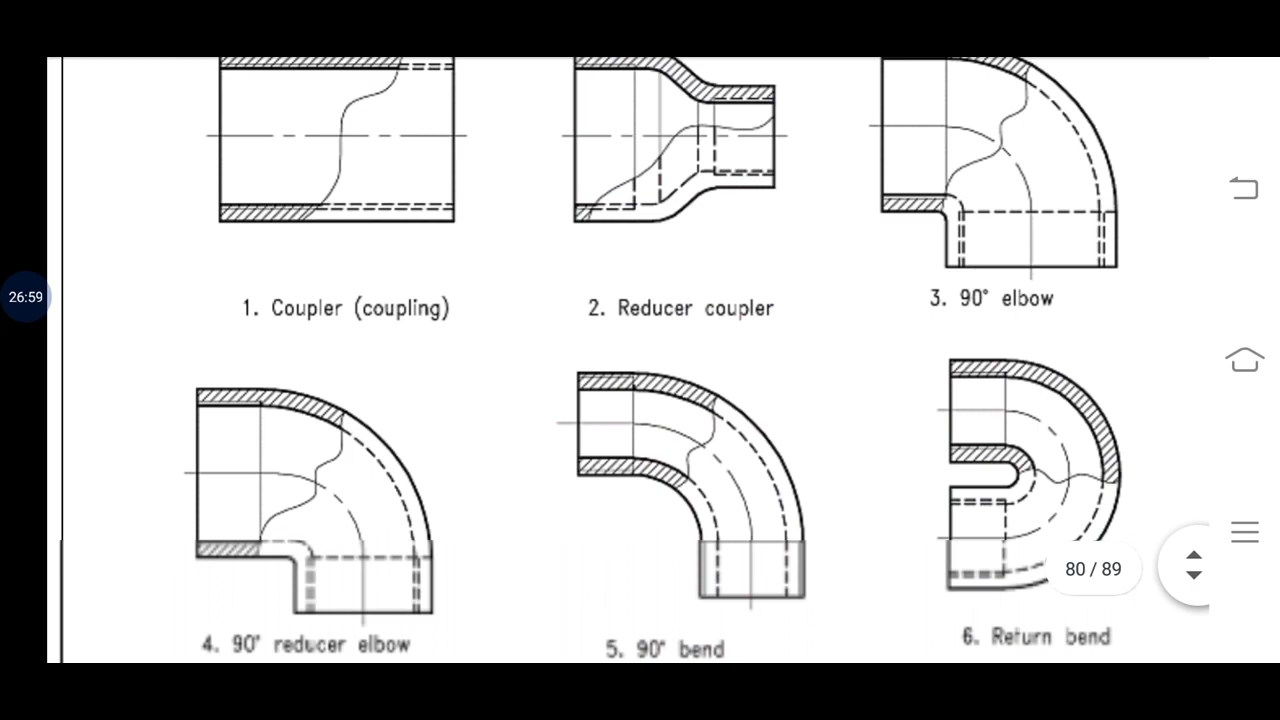 26:59
1. Coupler (coupling)
2. Reducer coupler
3. 90° elbow
4. 90° reducer elbow
5. 90° bend
6. Return bend
80 / 89